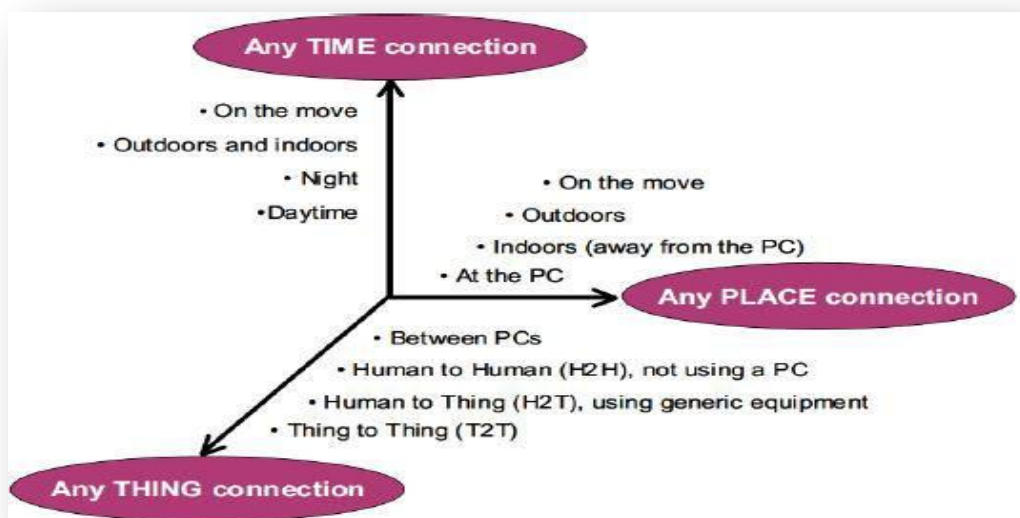 Any TIME connection
• On the move
• Outdoors and indoors
• Night
•Daytime
• On the move
• Outdoors
• Indoors (away from the PC)
• At the PC
Any PLACE connection
• Between PCs
• Human to Human (H2H), not using a PC
• Human to Thing (H2T), using generic equipment
• Thing to Thing (T2T)
Any THING connection